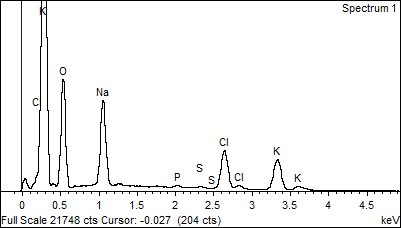 Spectrum 1
K
C
O
Na
P
S
S
Cl
Cl
K
K
0 0.5 1 1.5 2 2.5 3 3.5 4 4.5
Full Scale 21748 cts Cursor: -0.027 (204 cts) keV